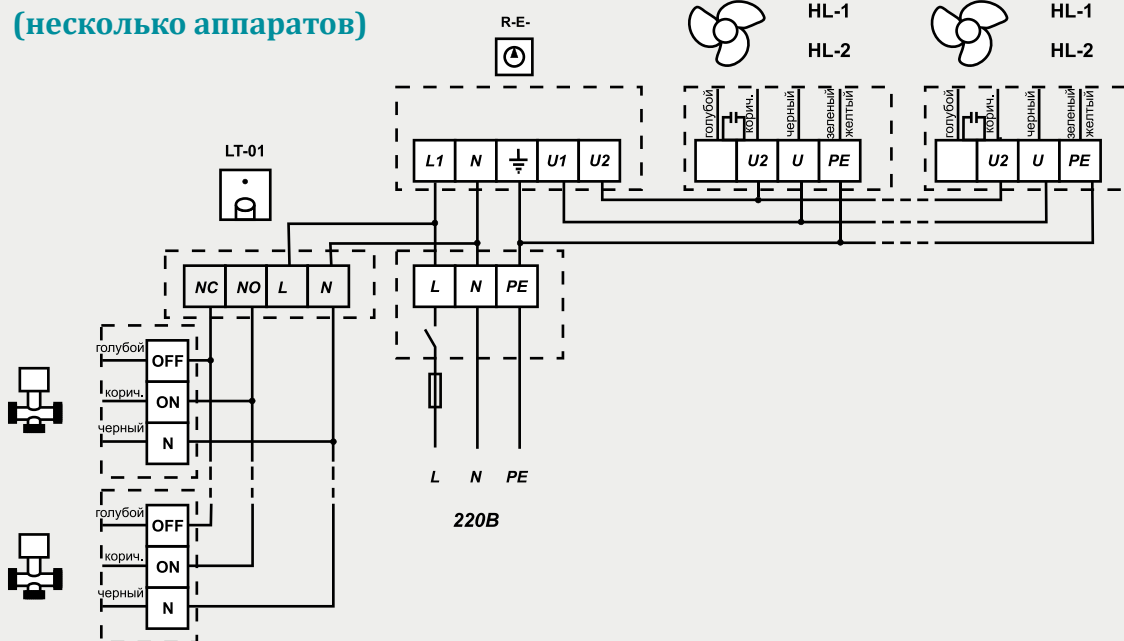 (несколько аппаратов)
R-E-
HL-1
HL-2
HL-1
HL-2
голубой
корич.
черный
зеленый
желтый
голубой
корич.
черный
зеленый
желтый
L1 N U1 U2
U2 U PE
U2 U PE
LT-01
NC NO L N
L N PE
голубой OFF
корич. ON
черный N
L N PE
220В
голубой OFF
корич. ON
черный N